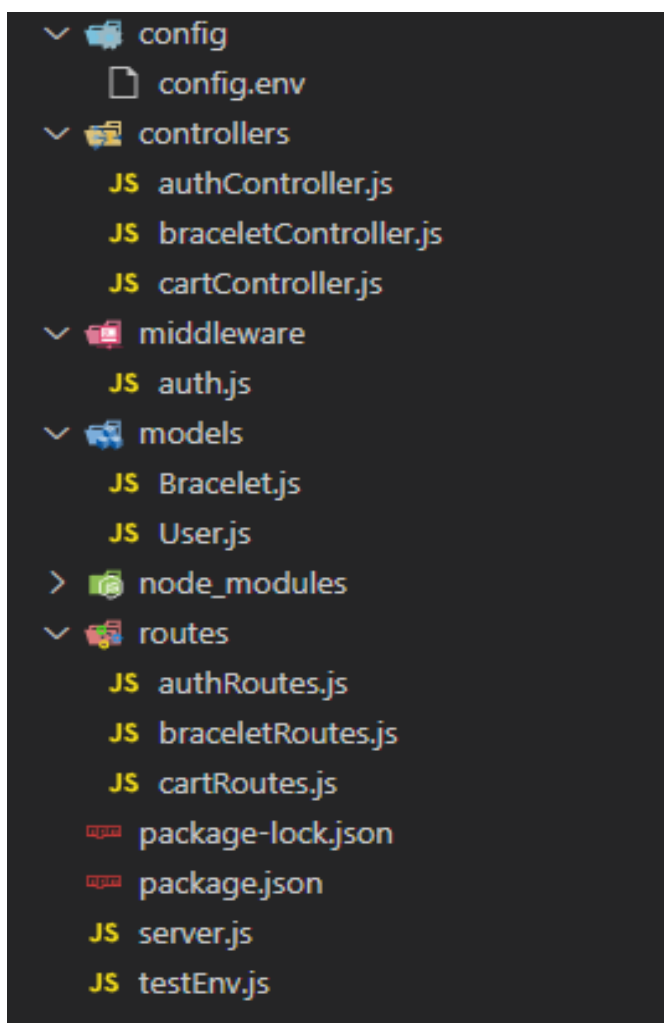 config
config.env
controllers
JS authController.js
JS braceletController.js
JS cartController.js
middleware
JS auth.js
models
JS Bracelet.js
JS User.js
node_modules
routes
JS authRoutes.js
JS braceletRoutes.js
JS cartRoutes.js
package-lock.json
package.json
JS server.js
JS testEnv.js